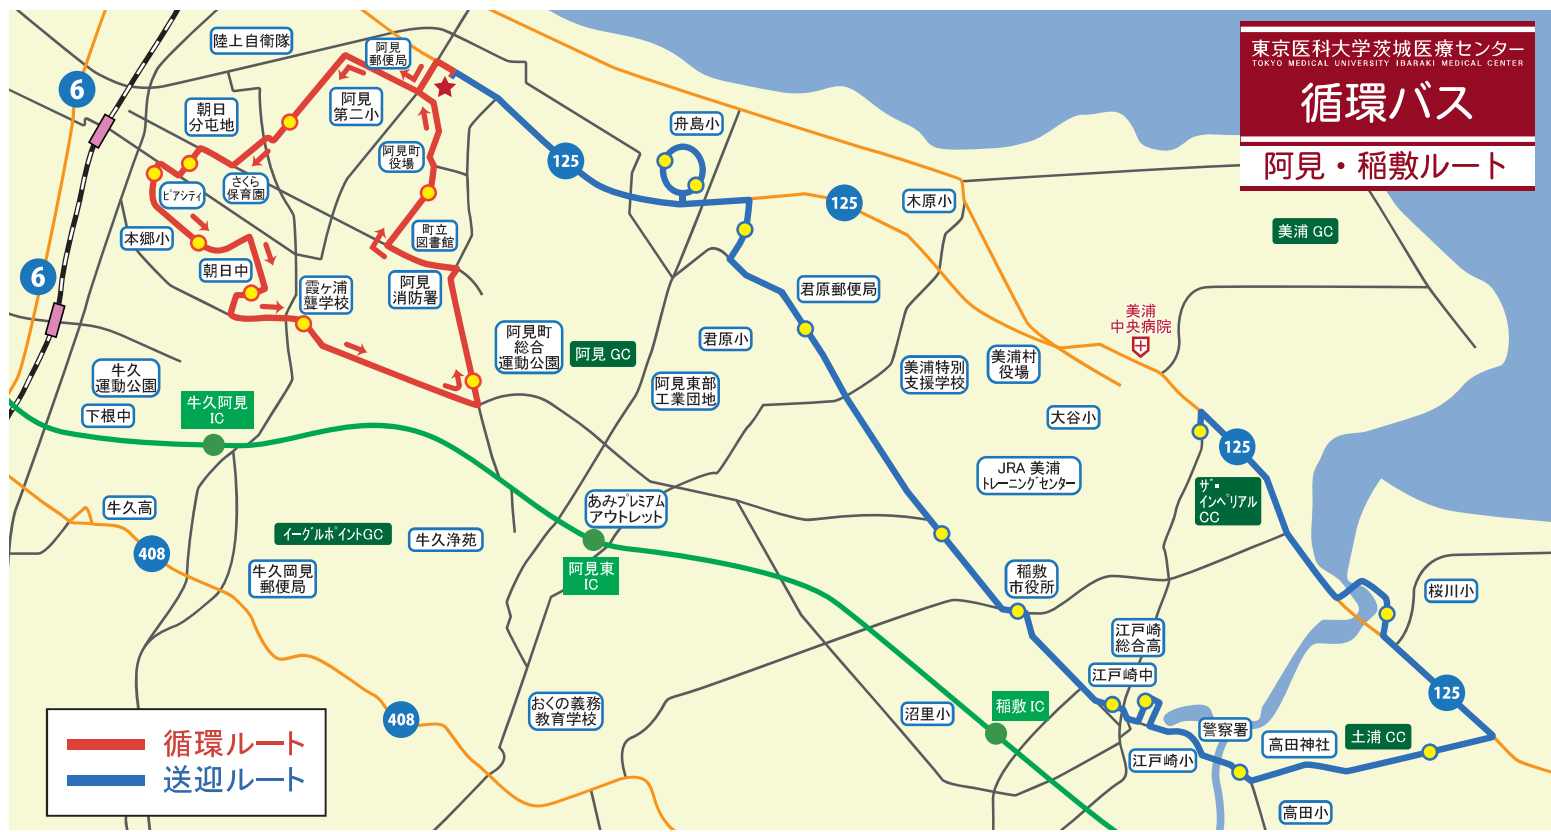 東京医科大学茨城医療センター
TOKYO MEDICAL UNIVERSITY IBARAKI MEDICAL CENTER
循環バス
阿見・稲敷ルート
陸上自衛隊
阿見
郵便局
6
朝日
分屯地
阿見
第二小
舟島小
阿見町
役場
125
さくら
保育園
ピアシティ
125
木原小
本郷小
町立
図書館
美浦 GC
6
朝日中
霞ヶ浦
聾学校
阿見
消防署
君原郵便局
美浦
中央病院
阿見町
総合
運動公園
阿見 GC
君原小
美浦特別
支援学校
美浦村
役場
牛久
運動公園
阿見東部
工業団地
下根中
牛久阿見
IC
大谷小
125
JRA 美浦
トレーニングセンター
ザ・
インペリアル
CC
牛久高
あみプレミアム
アウトレット
イーグルポイントGC
牛久浄苑
408
牛久岡見
郵便局
阿見東
IC
稲敷
市役所
桜川小
江戸崎
総合高
江戸崎中
125
おくの義務
教育学校
408
沼里小
稲敷 IC
警察署
高田神社
土浦 CC
江戸崎小
高田小
循環ルート
送迎ルート